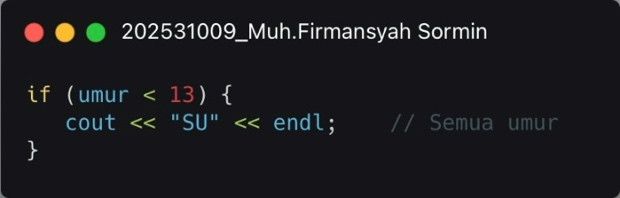 202531009_Muh.Firmansyah Sormin
if (umur < 13) {
   cout << "SU" << endl;    // Semua umur
}